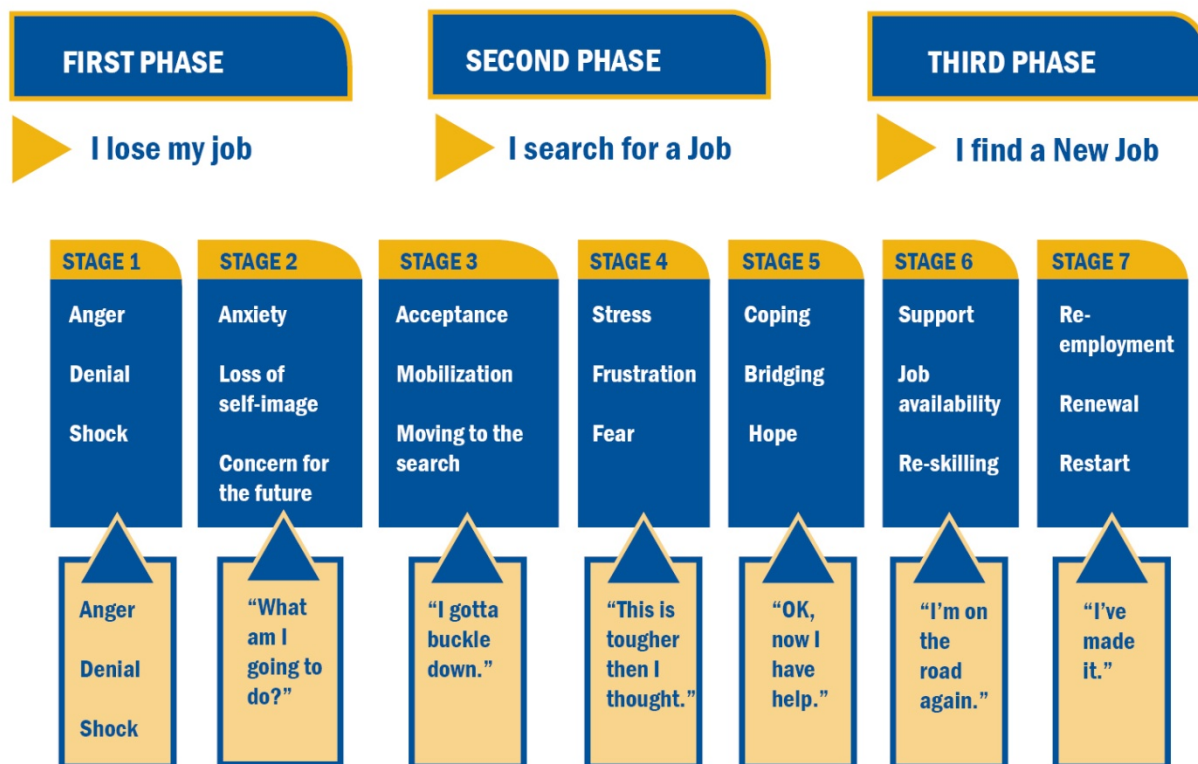 FIRST PHASE
I lose my job
SECOND PHASE
I search for a Job
THIRD PHASE
I find a New Job
STAGE 1
Anger
Denial
Shock
Anger
Denial
Shock
STAGE 2
Anxiety
Loss of
self-image
Concern for
the future
“What
am I
going to
do?”
STAGE 3
Acceptance
Mobilization
Moving to the
search
“I gotta
buckle
down.”
STAGE 4
Stress
Frustration
Fear
“This is
tougher
then I
thought.”
STAGE 5
Coping
Bridging
Hope
“OK,
now I
have
help.”
STAGE 6
Support
Job
availability
Re-skilling
“I’m on
the
road
again.”
STAGE 7
Re-
employment
Renewal
Restart
“I’ve
made
it.”